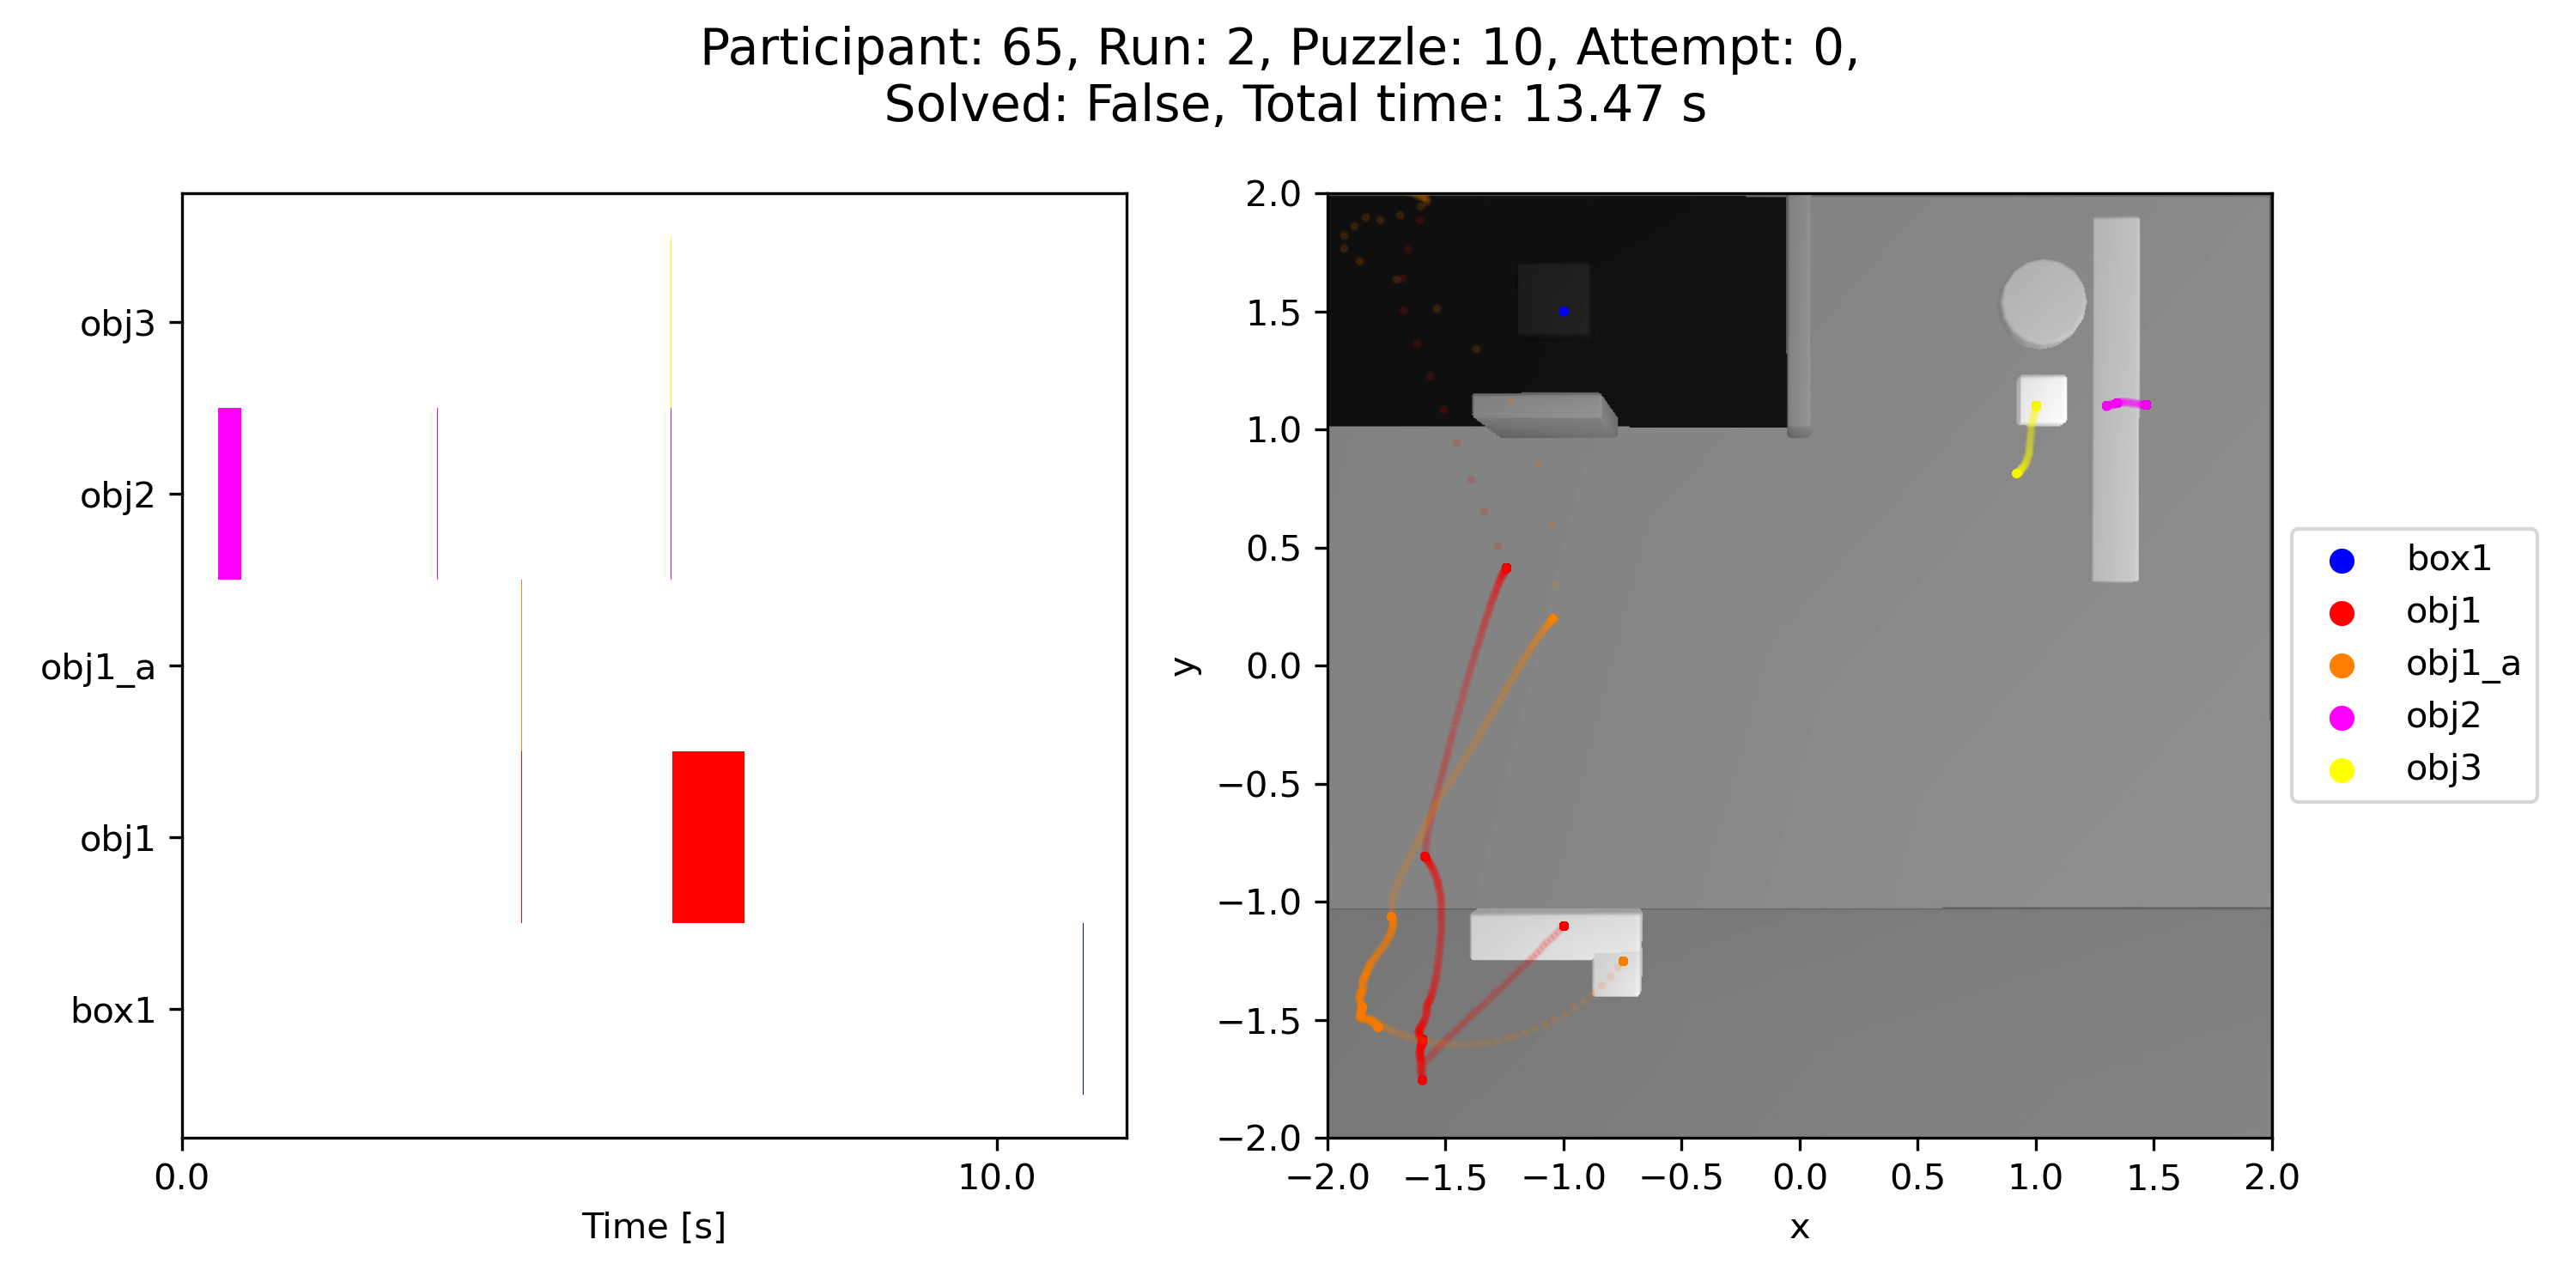 Participant: 65, Run: 2, Puzzle: 10, Attempt: 0,
Solved: False, Total time: 13.47 s
obj3
obj2
obj1_a
obj1
box1
0.0
10.0
Time [s]
2.0
1.5
1.0
0.5
0.0
−0.5
−1.0
−1.5
−2.0
y
−2.0
−1.5
−1.0
−0.5
0.0
0.5
1.0
1.5
2.0
x
box1
obj1
obj1_a
obj2
obj3